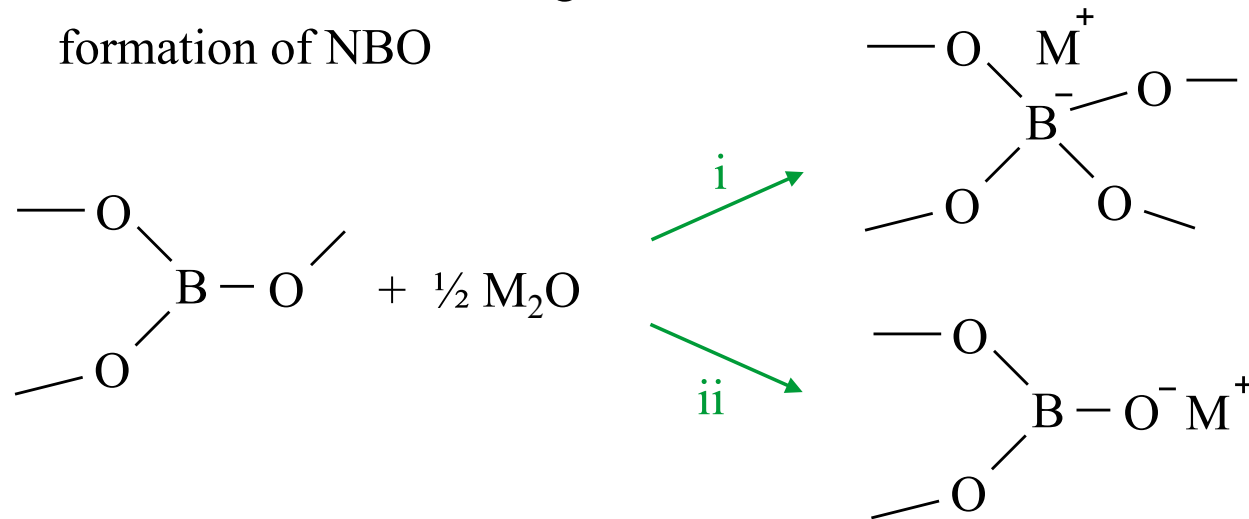 formation of NBO
— O M⁺
B⁻ O —
O O
i
— O
B — O + ½ M₂O
O
ii
— O
B — O⁻ M⁺
O